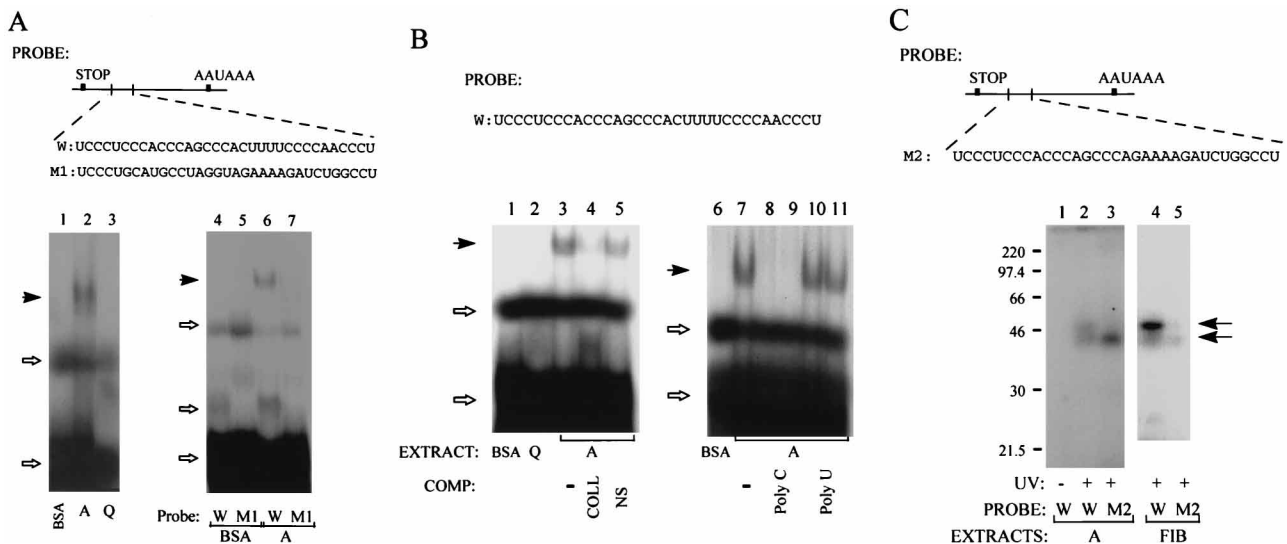 A
PROBE:
STOP AAUAAA
W:UCCCUCCCACCCAGCCCACUUUUCCCCAACCCU
M1:UCCCUGCAUGCCUAGGUAGAAAAGAUCUGGCCU
1 2 3
4 5 6 7
BSA A Q
Probe: W M1 W M1
BSA A
B
PROBE:
W:UCCCUCCCACCCAGCCCACUUUUCCCCAACCCU
1 2 3 4 5
6 7 8 9 10 11
EXTRACT: BSA Q A
BSA A
COMP: - COLL NS
- Poly C Poly U
C
PROBE:
STOP AAUAAA
M2: UCCCUCCCACCCAGCCCAGAAAAGAUCUGGCCU
1 2 3 4 5
220
97.4
66
46
30
21.5
UV: - + + + +
PROBE: W W M2 W M2
EXTRACTS: A FIB